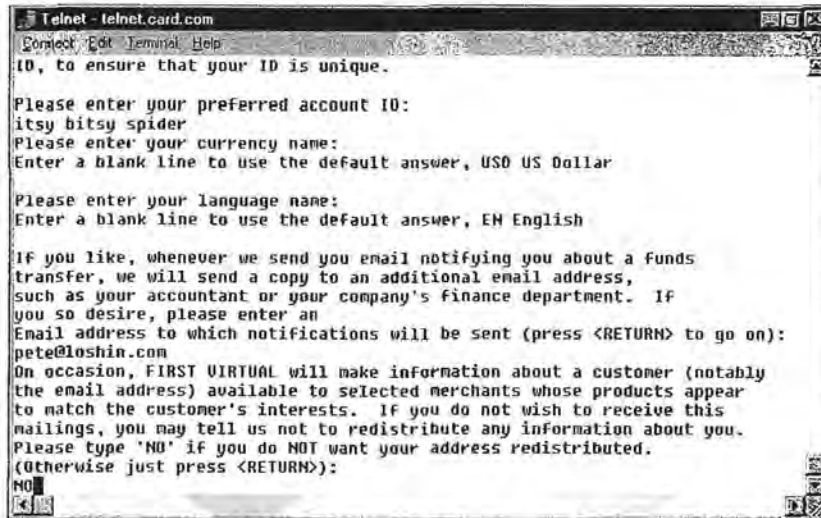 Telnet - telnet.card.com
Connect Edit Terminal Help
ID, to ensure that your ID is unique.
Please enter your preferred account ID:
itsy bitsy spider
Please enter your currency name:
Enter a blank line to use the default answer, USD US Dollar
Please enter your language name:
Enter a blank line to use the default answer, EN English
If you like, whenever we send you email notifying you about a funds
transfer, we will send a copy to an additional email address,
such as your accountant or your company's finance department.  If
you so desire, please enter an
Email address to which notifications will be sent (press <RETURN> to go on):
pete@loshin.com
On occasion, FIRST VIRTUAL will make information about a customer (notably
the email address) available to selected merchants whose products appear
to match the customer's interests.  If you do not wish to receive this
mailings, you may tell us not to redistribute any information about you.
Please type 'NO' if you do NOT want your address redistributed.
(Otherwise just press <RETURN>):
NO